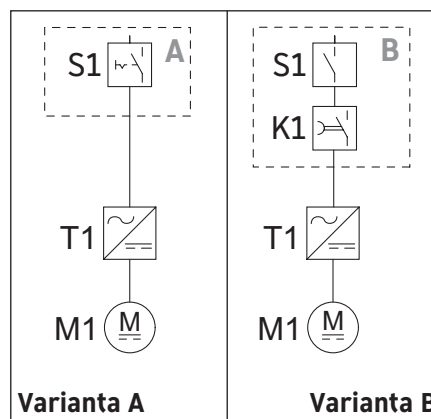 A
S1
T1
M1 M
Varianta A
B
S1
K1
T1
M1 M
Varianta B